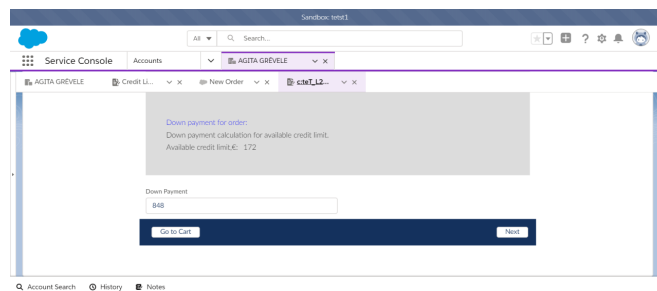 Sandbox: tetst1
All Search...
Service Console Accounts AGITA GRĒVELE
AGITA GRĒVELE Credit Li... New Order c:teT_L2...
Down payment for order:
Down payment calculation for available credit limit.
Available credit limit,€: 172
Down Payment
848
Go to Cart Next
Account Search History Notes